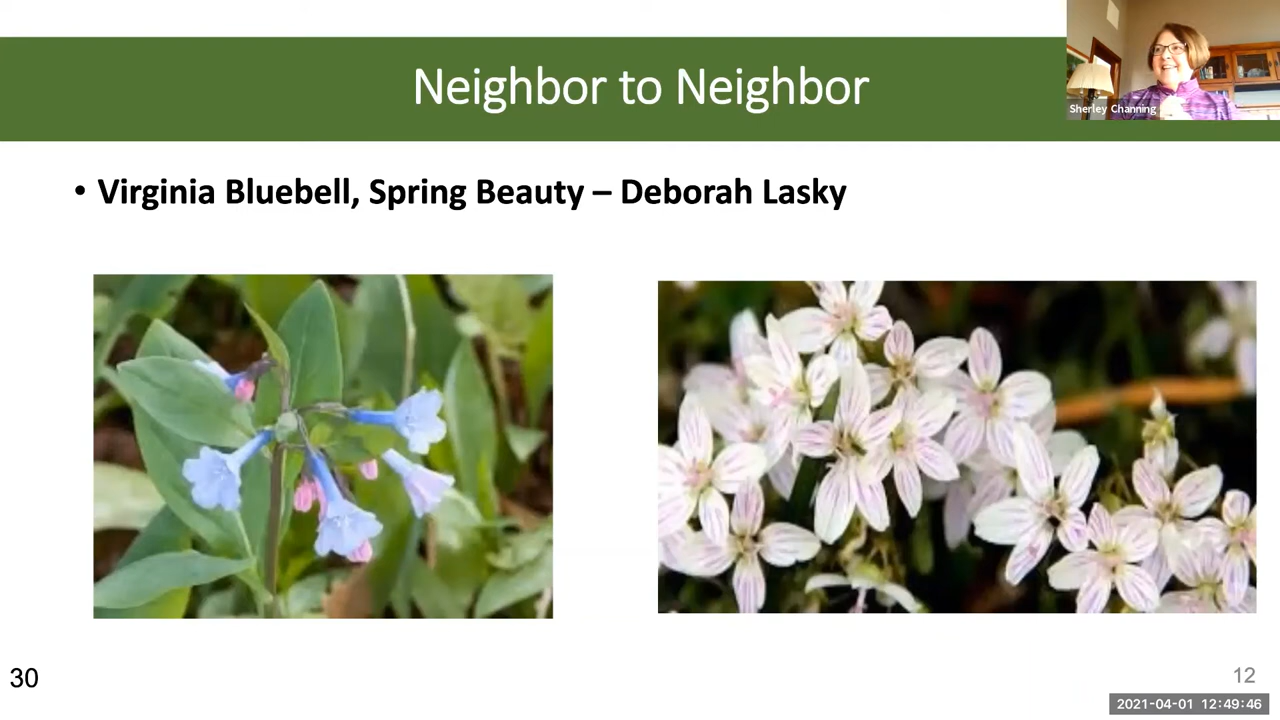 Neighbor to Neighbor
Sherley Channing
• Virginia Bluebell, Spring Beauty – Deborah Lasky
30
12
2021-04-01 12:49:46